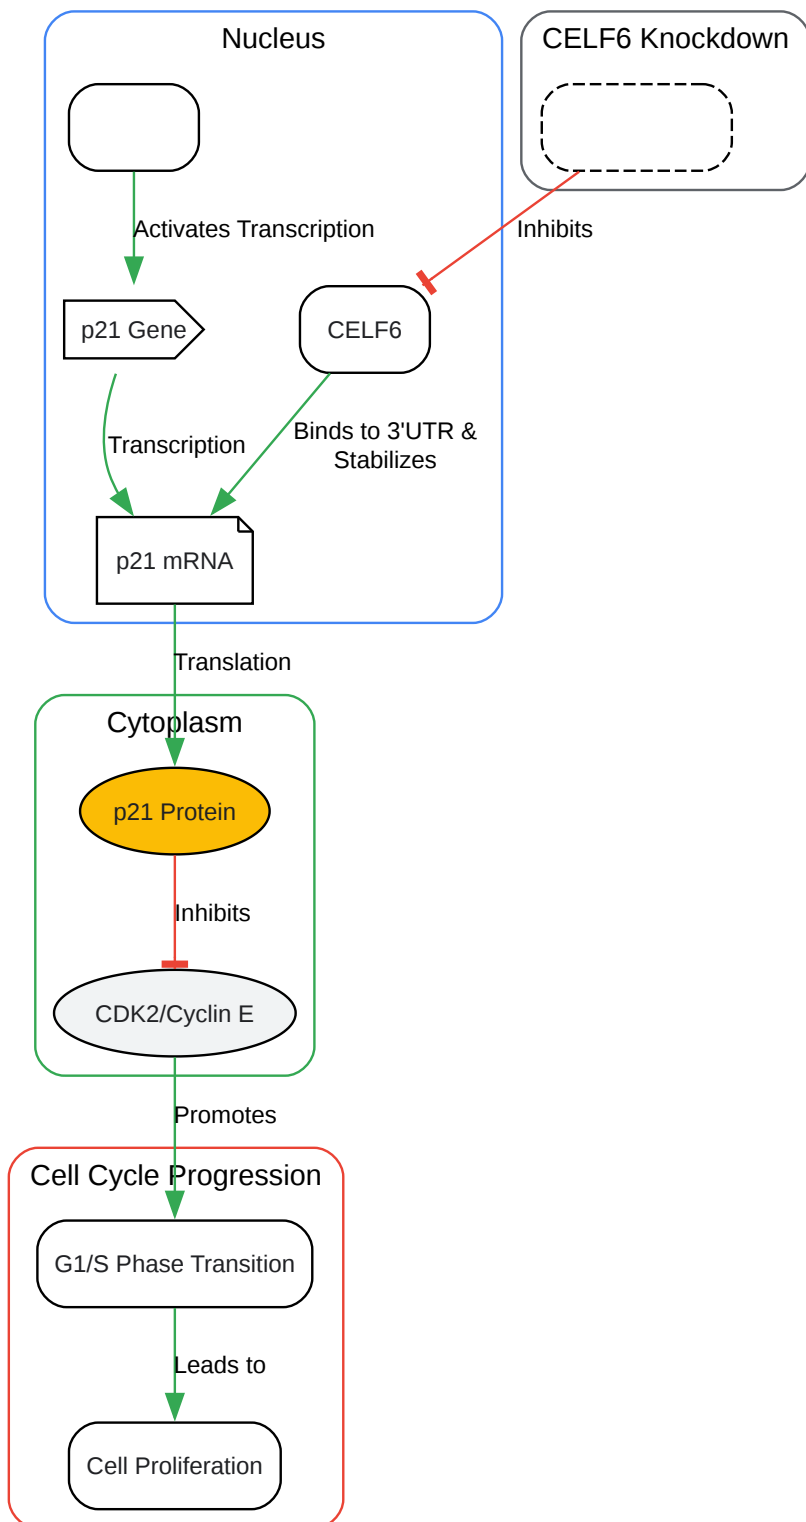 Nucleus
CELF6 Knockdown
Activates Transcription
Inhibits
p21 Gene
CELF6
Transcription
Binds to 3'UTR &
Stabilizes
p21 mRNA
Translation
Cytoplasm
p21 Protein
Inhibits
CDK2/Cyclin E
Promotes
Cell Cycle Progression
G1/S Phase Transition
Leads to
Cell Proliferation